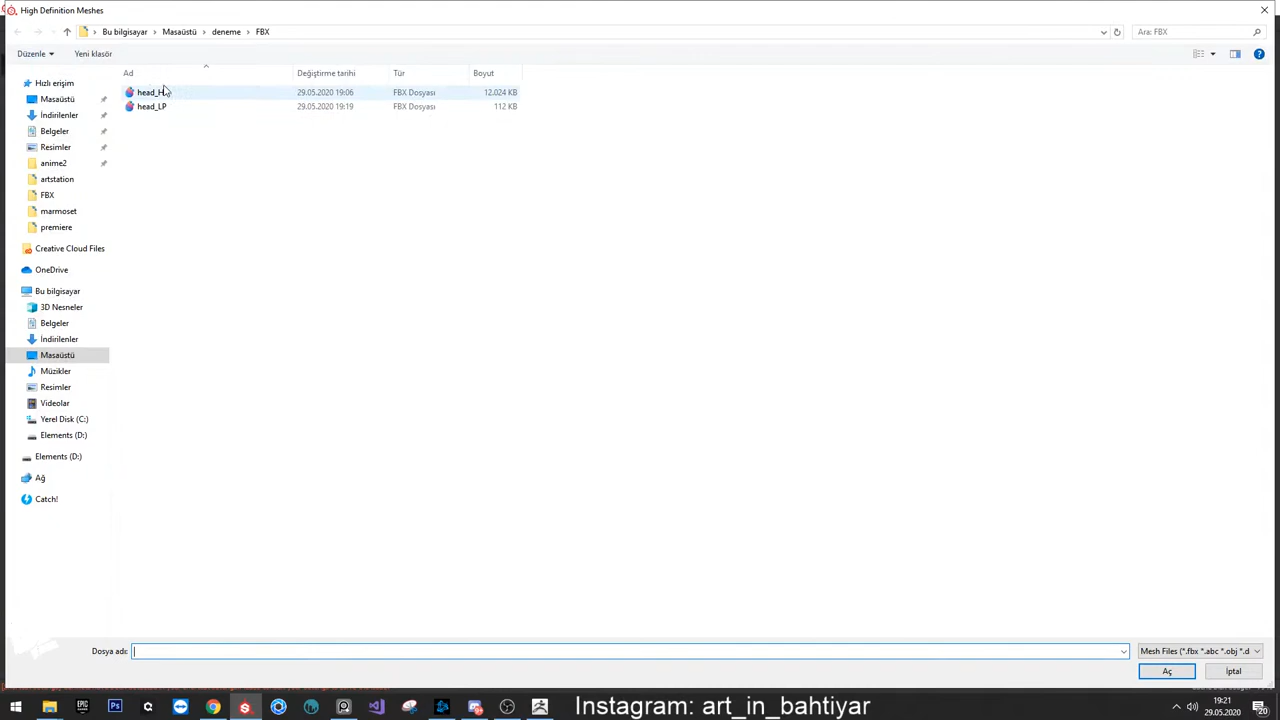 High Definition Meshes
Bu bilgisayar > Masaüstü > deneme > FBX
Ara: FBX
Düzenle
Yeni klasör
Ad
Değiştirme tarihi
Tür
Boyut
29.05.2020 19:06
FBX Dosyası
12.024 KB
head_LP
29.05.2020 19:19
FBX Dosyası
112 KB
Hızlı erişim
Masaüstü
İndirilenler
Belgeler
Resimler
anime2
artstation
FBX
marmoset
premiere
Creative Cloud Files
OneDrive
Bu bilgisayar
3D Nesneler
Belgeler
İndirilenler
Masaüstü
Müzikler
Resimler
Videolar
Yerel Disk (C:)
Elements (D:)
Elements (D:)
Ağ
Catch!
Dosya adı:
Mesh Files (*.fbx *.abc *.obj *.d
Aç
İptal
Instagram: art_in_bahtiyar
19:21
29.05.2020
20